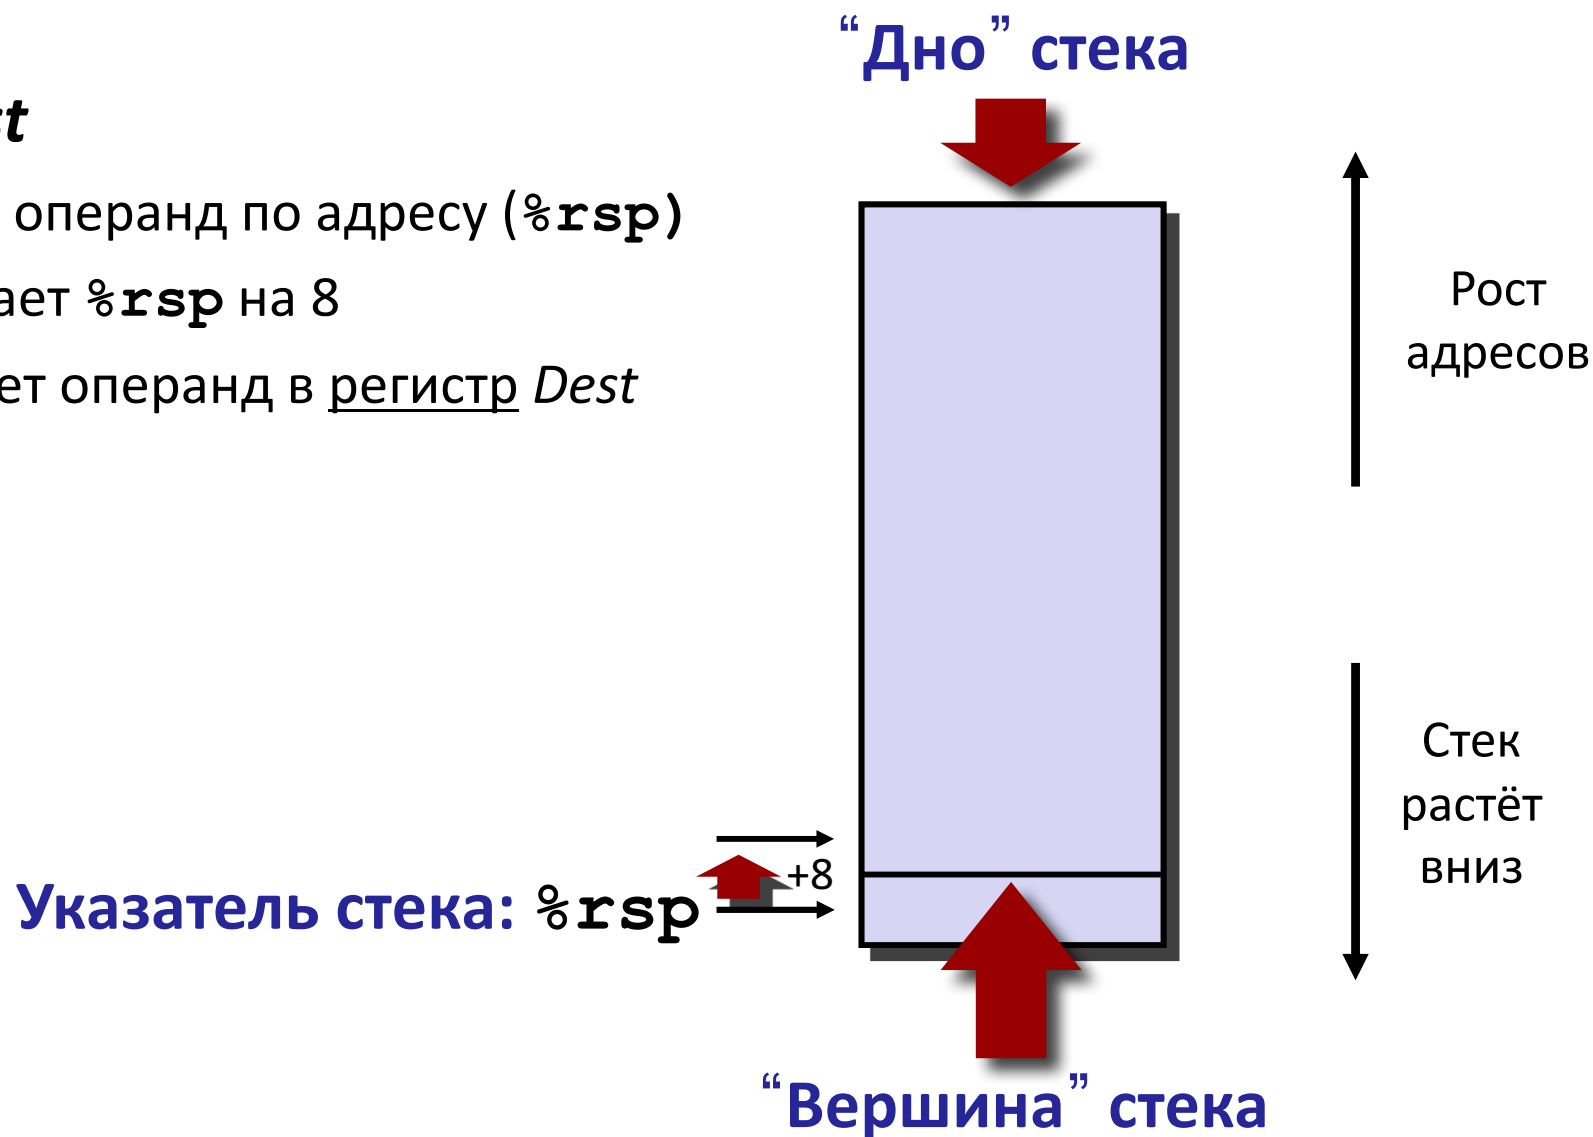 “Дно” стека
st
операнд по адресу (%rsp)
ает %rsp на 8
ет операнд в регистр Dest
Рост
адресов
Стек
растёт
вниз
+8
Указатель стека: %rsp
“Вершина” стека